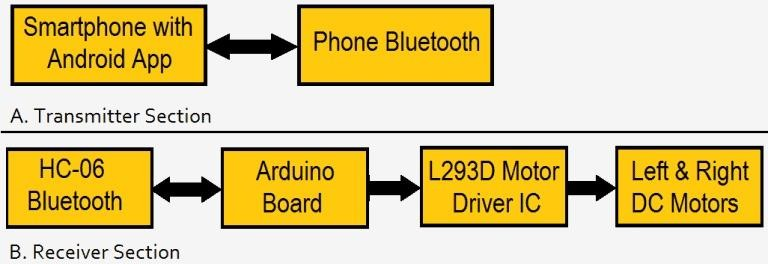 Smartphone with
Android App
Phone Bluetooth
A. Transmitter Section
HC-06
Bluetooth
Arduino
Board
L293D Motor
Driver IC
Left & Right
DC Motors
B. Receiver Section